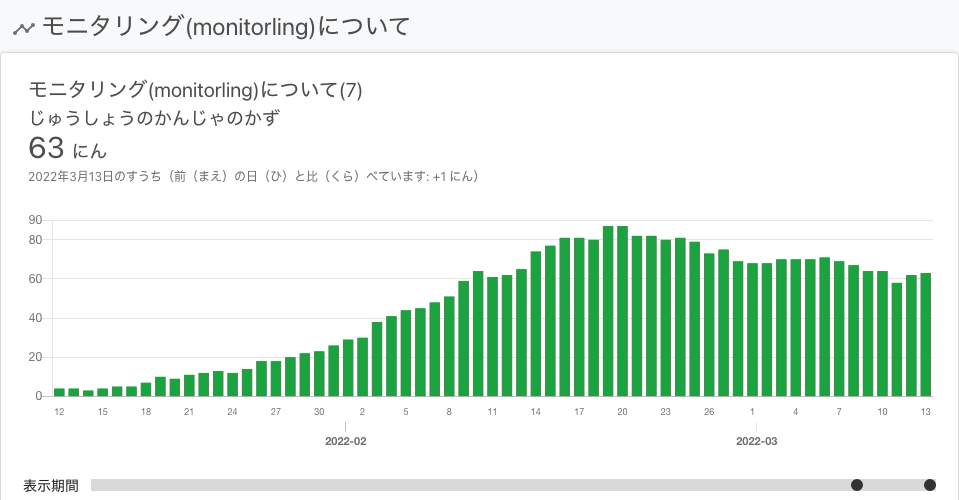 モニタリング(monitorling)について
モニタリング(monitorling)について(7)
じゅうしょうのかんじゃのかず
63 にん
2022年3月13日のすうち（前（まえ）の日（ひ）と比（くら）べています: +1 にん）
90
80
60
40
20
0
12 15 18 21 24 27 30 2 5 8 11 14 17 20 23 26 1 4 7 10 13
2022-02 2022-03
表示期間